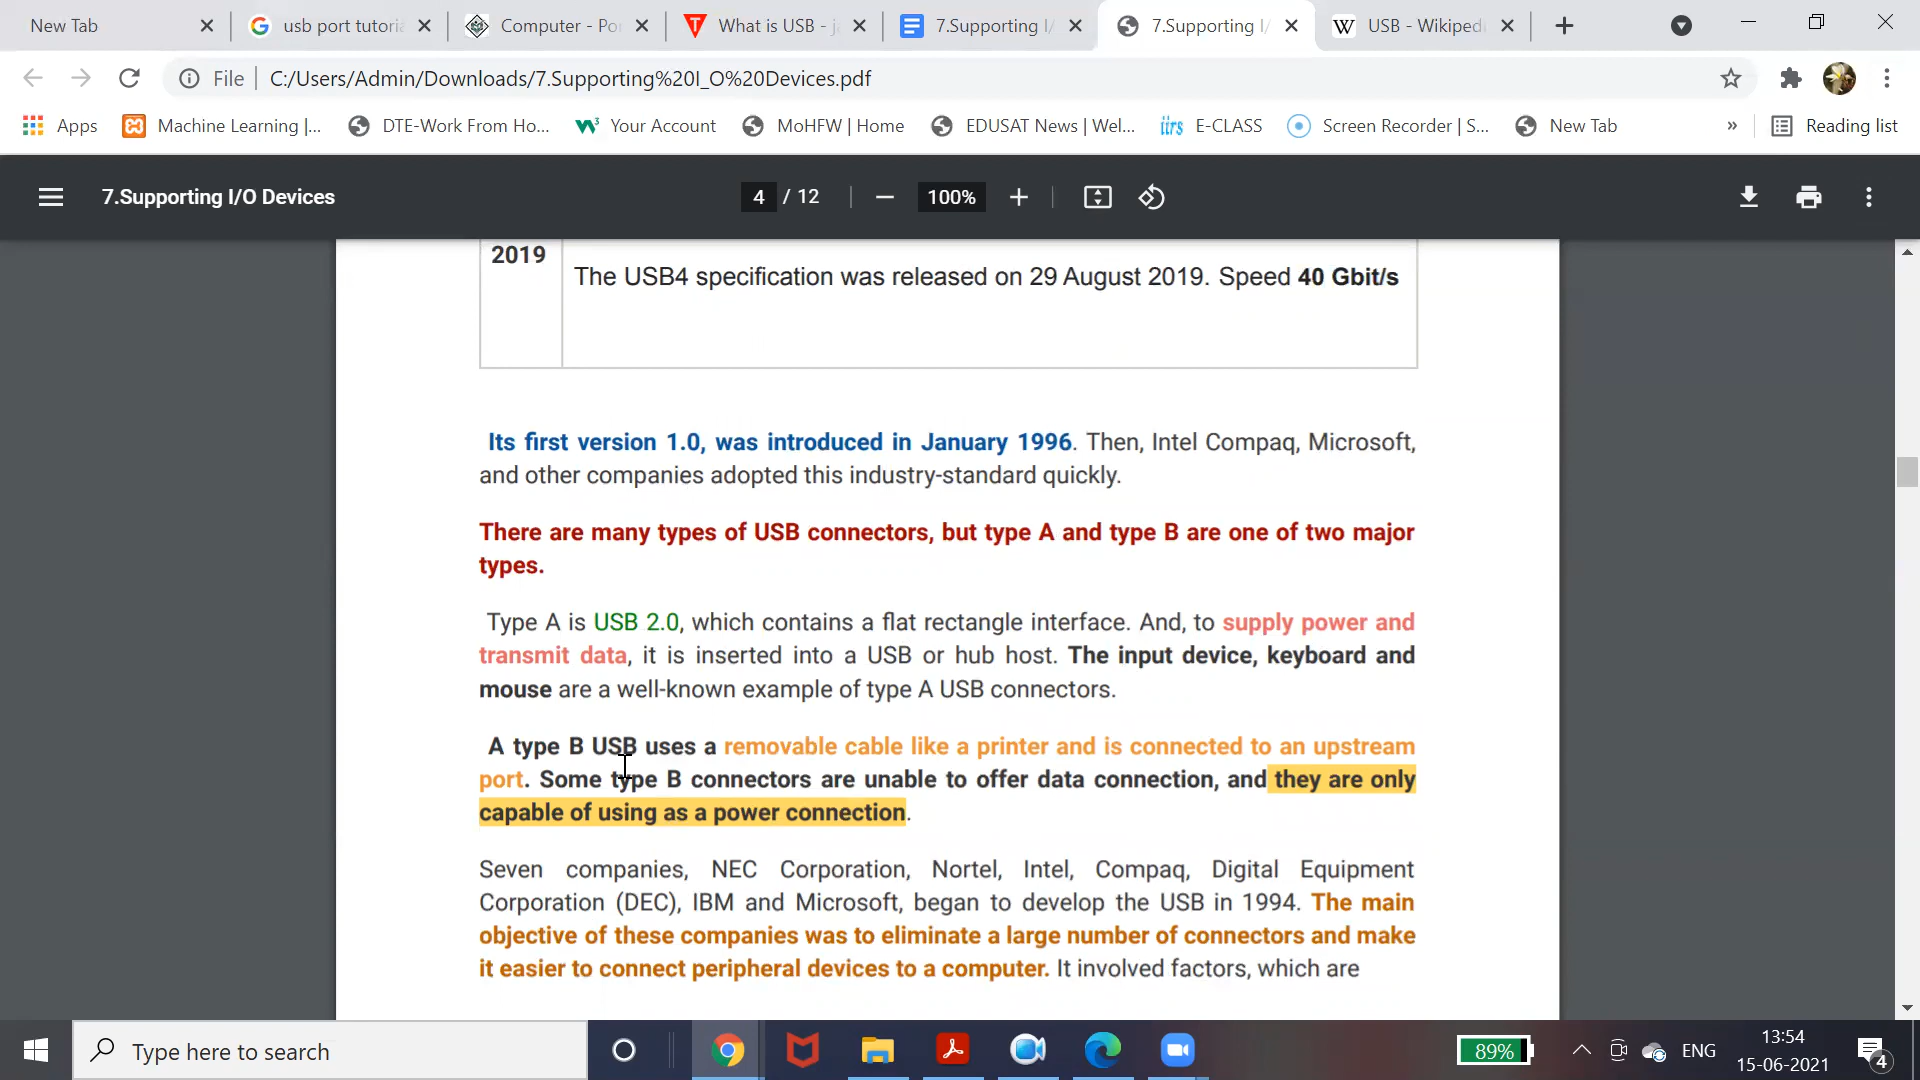 New Tab
usb port tutoria
Computer - Po
What is USB - j
7.Supporting I/
7.Supporting I/
USB - Wikiped
File
C:/Users/Admin/Downloads/7.Supporting%20I_O%20Devices.pdf
Apps
Machine Learning |...
DTE-Work From Ho...
Your Account
MoHFW | Home
EDUSAT News | Wel...
E-CLASS
Screen Recorder | S...
New Tab
»
Reading list
7.Supporting I/O Devices
4 / 12
100%
2019
The USB4 specification was released on 29 August 2019. Speed 40 Gbit/s
Its first version 1.0, was introduced in January 1996. Then, Intel Compaq, Microsoft,
and other companies adopted this industry-standard quickly.
There are many types of USB connectors, but type A and type B are one of two major
types.
Type A is USB 2.0, which contains a flat rectangle interface. And, to supply power and
transmit data, it is inserted into a USB or hub host. The input device, keyboard and
mouse are a well-known example of type A USB connectors.
A type B USB uses a removable cable like a printer and is connected to an upstream
port. Some type B connectors are unable to offer data connection, and they are only
capable of using as a power connection.
Seven companies, NEC Corporation, Nortel, Intel, Compaq, Digital Equipment
Corporation (DEC), IBM and Microsoft, began to develop the USB in 1994. The main
objective of these companies was to eliminate a large number of connectors and make
it easier to connect peripheral devices to a computer. It involved factors, which are
Type here to search
89%
ENG
13:54
15-06-2021
4